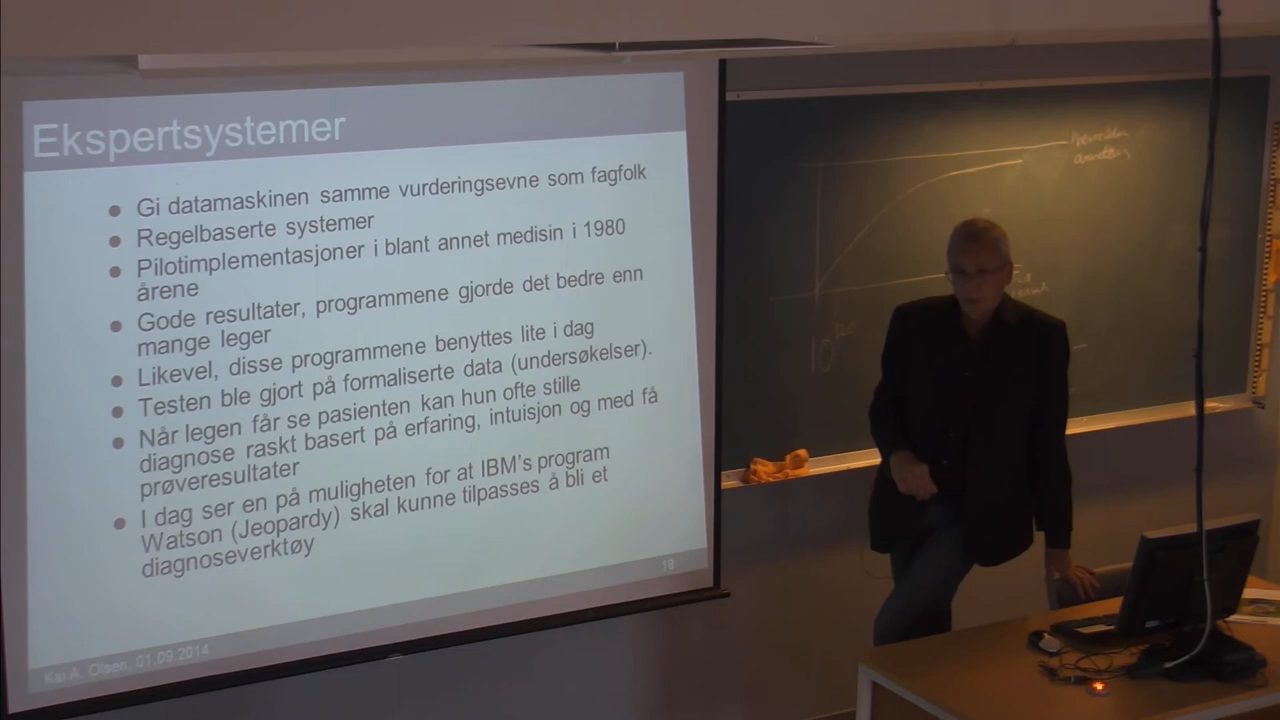 Ekspertsystemer
Gi datamaskinen samme vurderingsevne som fagfolk
Regelbaserte systemer
Pilotimplementasjoner i blant annet medisin i 1980
årene
Gode resultater, programmene gjorde det bedre enn
mange leger
Likevel, disse programmene benyttes lite i dag
Testen ble gjort på formaliserte data (undersøkelser).
Når legen får se pasienten kan hun ofte stille
diagnose raskt basert på erfaring, intuisjon og med få
prøveresultater
I dag ser en på muligheten for at IBM's program
Watson (Jeopardy) skal kunne tilpasses å bli et
diagnoseverktøy
18
Kai A. Olsen, 01.09.2014